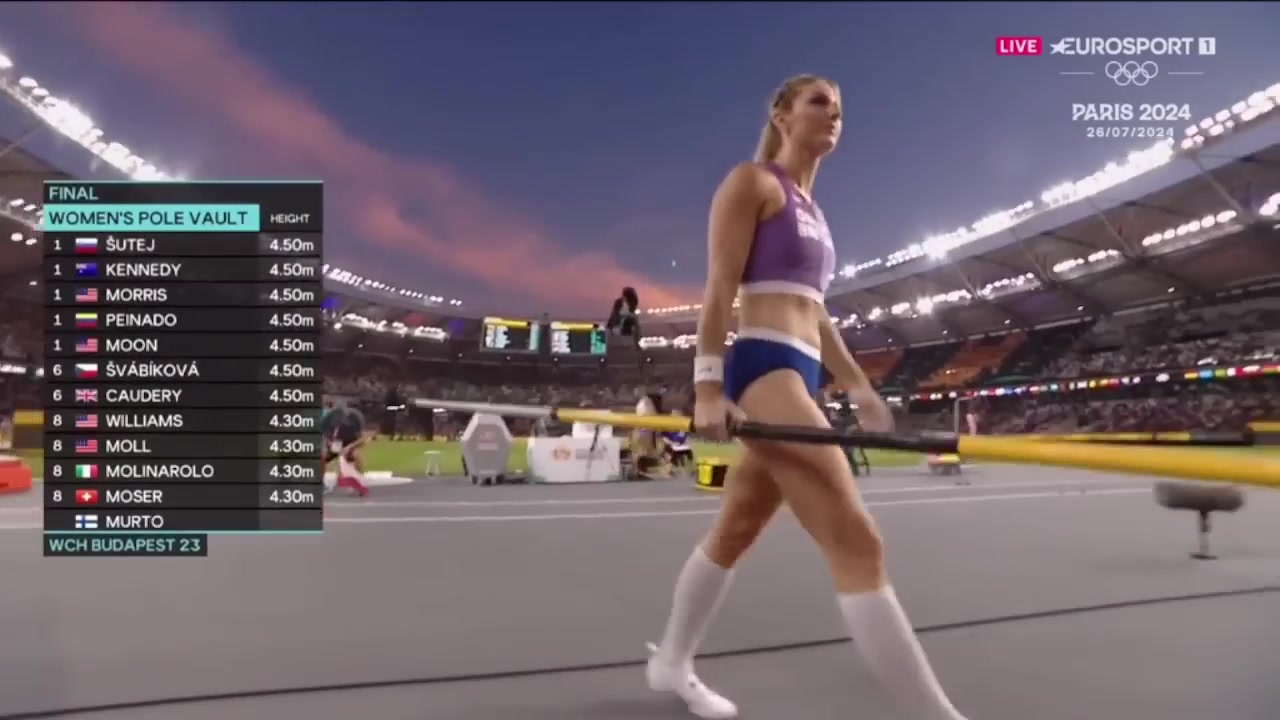 LIVE EUROSPORT 1
PARIS 2024
26/07/2024
FINAL
WOMEN'S POLE VAULT HEIGHT
1 ŠUTEJ 4.50m
1 KENNEDY 4.50m
1 MORRIS 4.50m
1 PEINADO 4.50m
1 MOON 4.50m
6 ŠVÁBÍKOVÁ 4.50m
6 CAUDERY 4.50m
8 WILLIAMS 4.30m
8 MOLL 4.30m
8 MOLINAROLO 4.30m
8 MOSER 4.30m
MURTO
WCH BUDAPEST 23